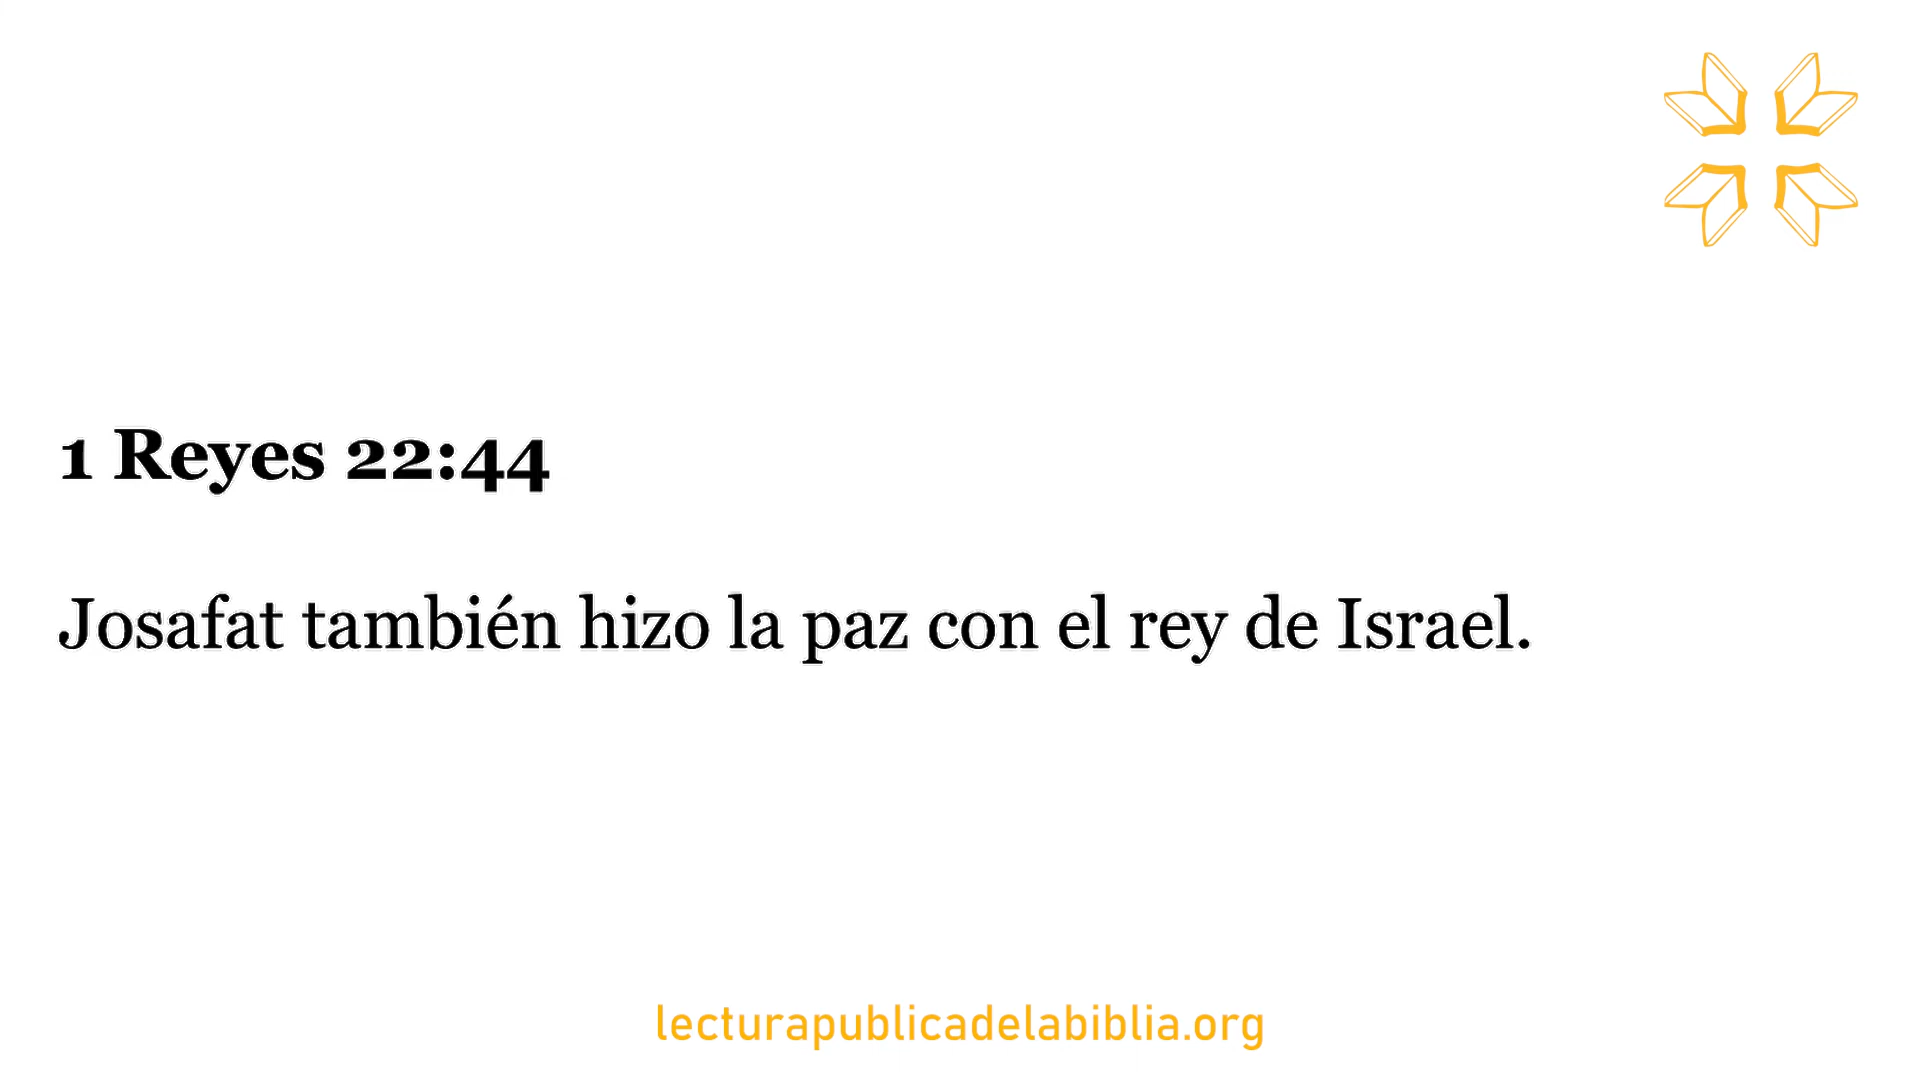 1 Reyes 22:44
Josafat también hizo la paz con el rey de Israel.
lecturapublicadelabiblia.org